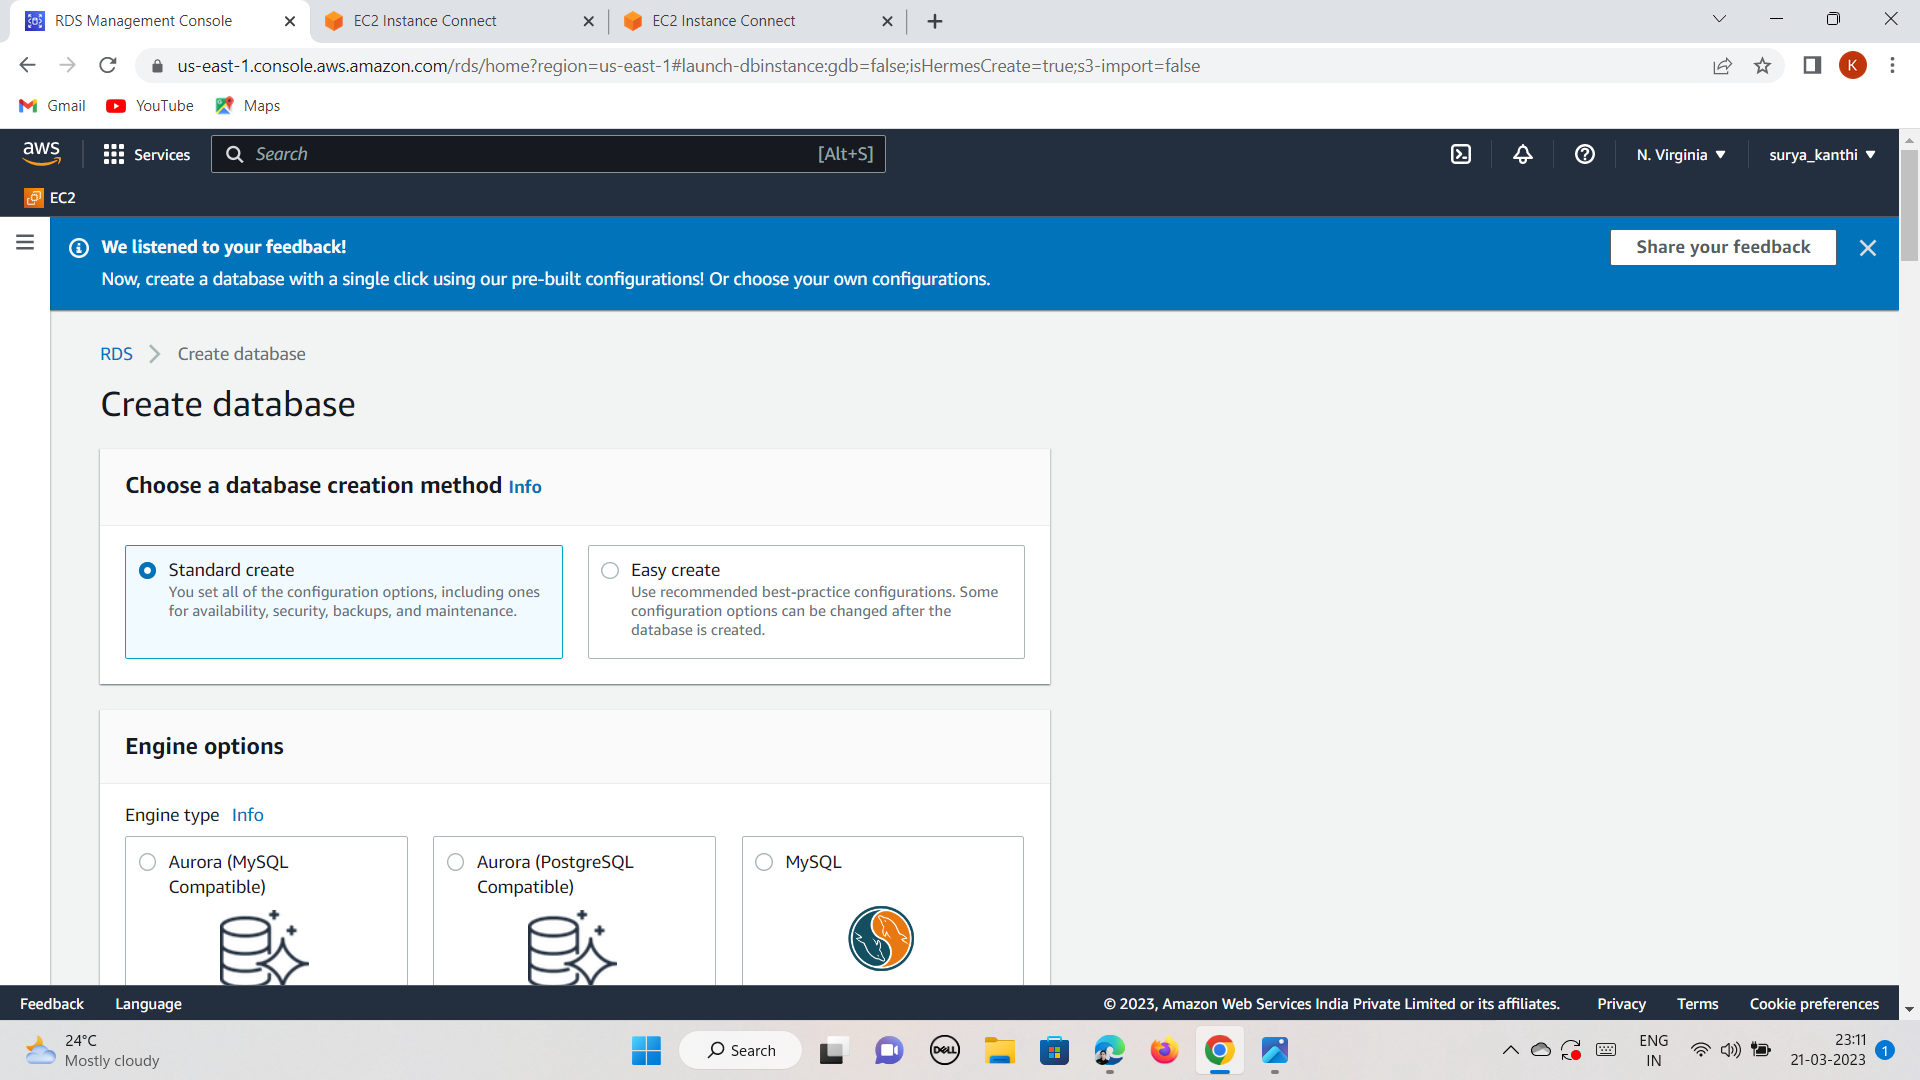 RDS Management Console
EC2 Instance Connect
EC2 Instance Connect
us-east-1.console.aws.amazon.com/rds/home?region=us-east-1#launch-dbinstance:gdb=false;isHermesCreate=true;s3-import=false
K
Gmail
YouTube
Maps
aws
Services
Search
[Alt+S]
N. Virginia
surya_kanthi
EC2
We listened to your feedback!
Now, create a database with a single click using our pre-built configurations! Or choose your own configurations.
Share your feedback
RDS
Create database
Create database
Choose a database creation method Info
Standard create
You set all of the configuration options, including ones
for availability, security, backups, and maintenance.
Easy create
Use recommended best-practice configurations. Some
configuration options can be changed after the
database is created.
Engine options
Engine type Info
Aurora (MySQL
Compatible)
Aurora (PostgreSQL
Compatible)
MySQL
Feedback
Language
© 2023, Amazon Web Services India Private Limited or its affiliates.
Privacy
Terms
Cookie preferences
24°C
Mostly cloudy
Search
DELL
ENG
IN
23:11
21-03-2023
1